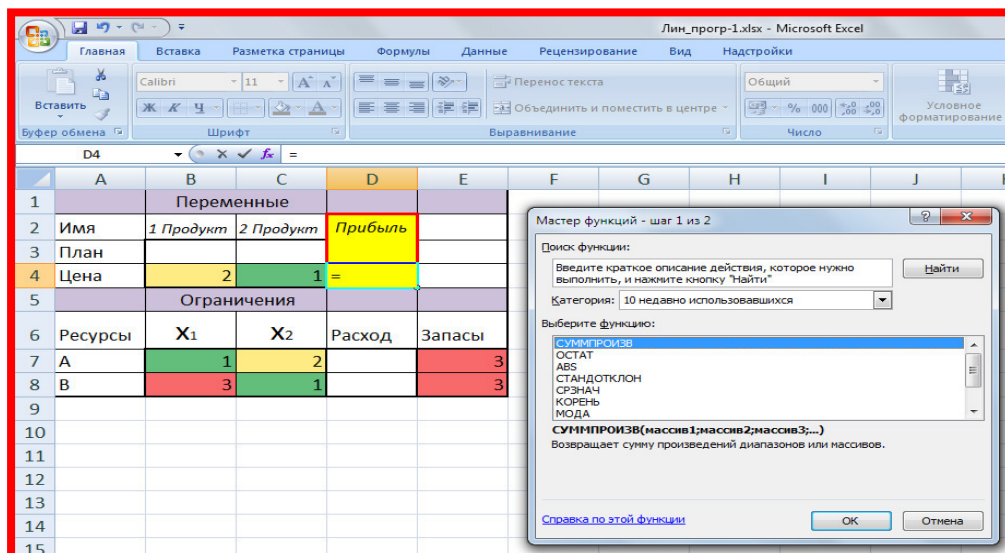 Лин_прогр-1.xlsx - Microsoft Excel
Главная Вставка Разметка страницы Формулы Данные Рецензирование Вид Надстройки
Вставить
Calibri 11
Ж К Ч
Перенос текста
Объединить и поместить в центре
Общий
% 000
Условное
форматирование
Буфер обмена Шрифт Выравнивание Число
D4 fx =
A B C D E F G H I J
1 Переменные
2 Имя 1 Продукт 2 Продукт Прибыль
3 План
4 Цена 2 1 =
5 Ограничения
6 Ресурсы X1 X2 Расход Запасы
7 A 1 2 3
8 B 3 1 3
9
10
11
12
13
14
15
Мастер функций - шаг 1 из 2
Поиск функции:
Введите краткое описание действия, которое нужно
выполнить, и нажмите кнопку "Найти"
Найти
Категория: 10 недавно использовавшихся
Выберите функцию:
СУММПРОИЗВ
ОСТАТ
ABS
СТАНДОТКЛОН
СРЗНАЧ
КОРЕНЬ
МОДА
СУММПРОИЗВ(массив1;массив2;массив3;...)
Возвращает сумму произведений диапазонов или массивов.
Справка по этой функции
ОК Отмена